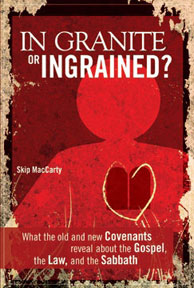 IN GRANITE
OR INGRAINED?
Skip MacCarty
What the old and new Covenants
reveal about the Gospel,
the Law, and the Sabbath